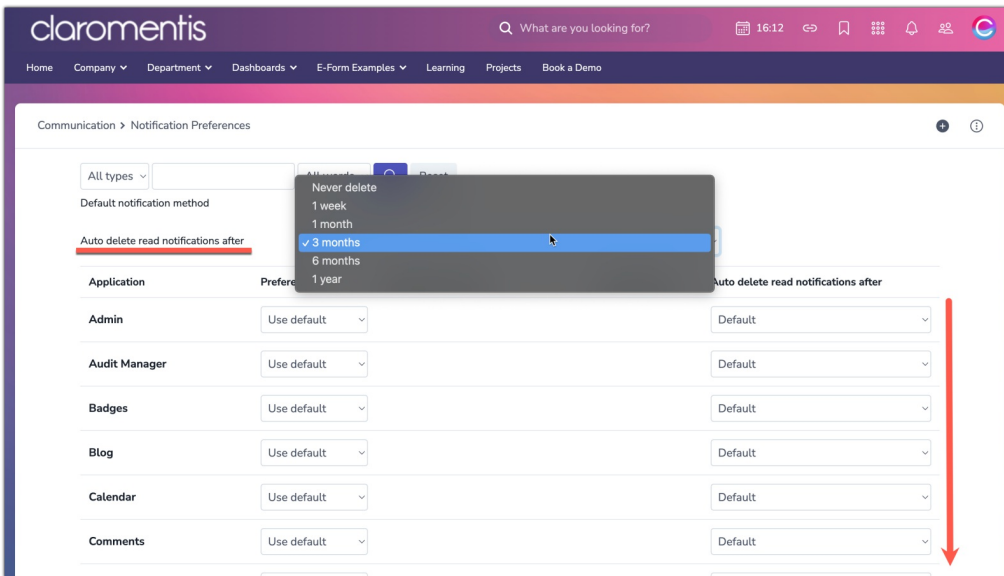 claromentis
What are you looking for?
16:12
Home Company Department Dashboards E-Form Examples Learning Projects Book a Demo
Communication > Notification Preferences
All types
Default notification method
Never delete
1 week
1 month
Auto delete read notifications after
✓ 3 months
6 months
1 year
Application Auto delete read notifications after
Admin Use default Default
Audit Manager Use default Default
Badges Use default Default
Blog Use default Default
Calendar Use default Default
Comments Use default Default